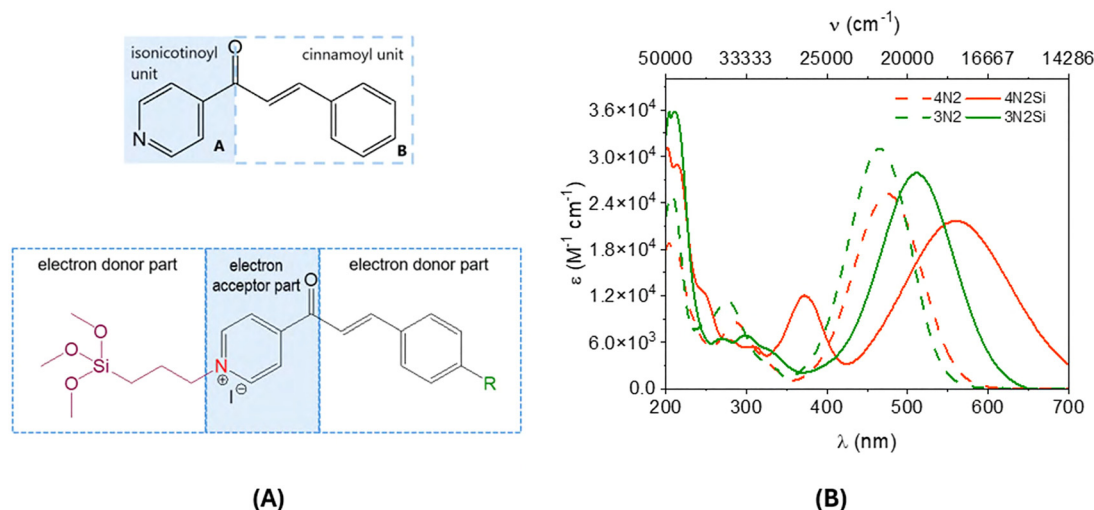 isonicotinoyl
unit
cinnamoyl unit
O
N
A
B
electron donor part
electron
acceptor part
electron donor part
O
O
O
Si
O
N
+
I⊖
R
(A)
ν (cm⁻¹)
50000 33333 25000 20000 16667 14286
4N2 4N2Si
3N2 3N2Si
3.6×10⁴
3.0×10⁴
2.4×10⁴
1.8×10⁴
1.2×10⁴
6.0×10³
0.0
ε (M⁻¹ cm⁻¹)
200 300 400 500 600 700
λ (nm)
(B)